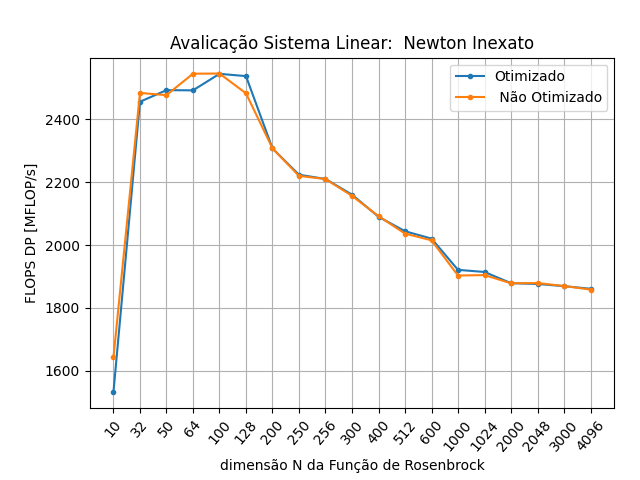 Avalicação Sistema Linear:  Newton Inexato
Otimizado
Não Otimizado
FLOPS DP [MFLOP/s]
2400
2200
2000
1800
1600
10 32 50 64 100 128 200 250 256 300 400 512 600 1000 1024 2000 2048 3000 4096
dimensão N da Função de Rosenbrock